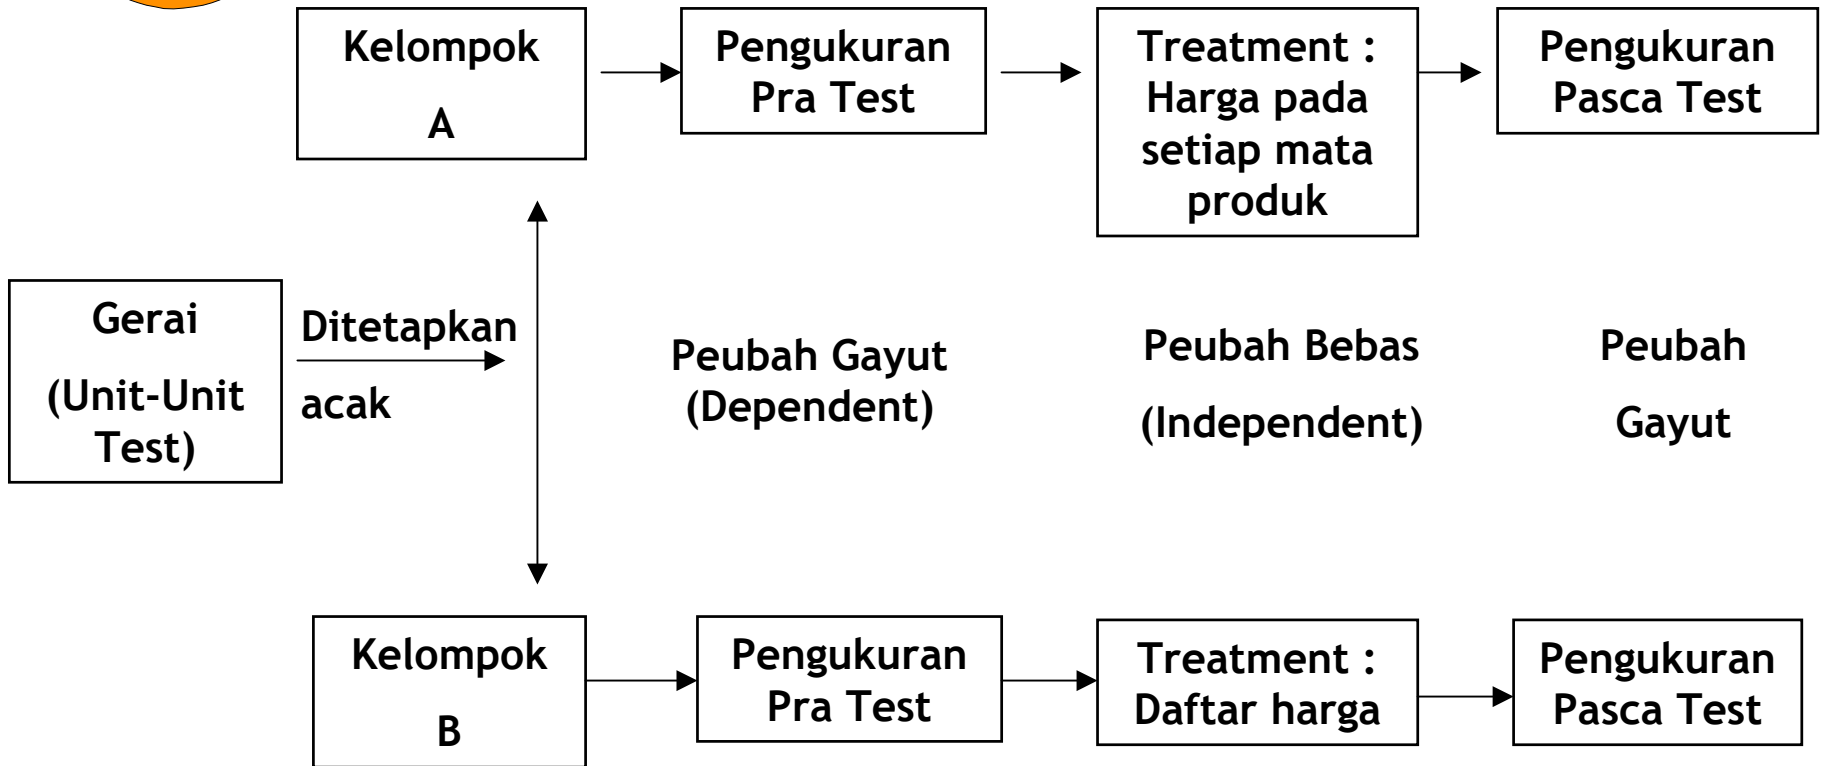 Kelompok
A
Pengukuran
Pra Test
Treatment :
Harga pada
setiap mata
produk
Pengukuran
Pasca Test
Gerai
(Unit-Unit
Test)
Ditetapkan
acak
Peubah Gayut
(Dependent)
Peubah Bebas
(Independent)
Peubah
Gayut
Kelompok
B
Pengukuran
Pra Test
Treatment :
Daftar harga
Pengukuran
Pasca Test